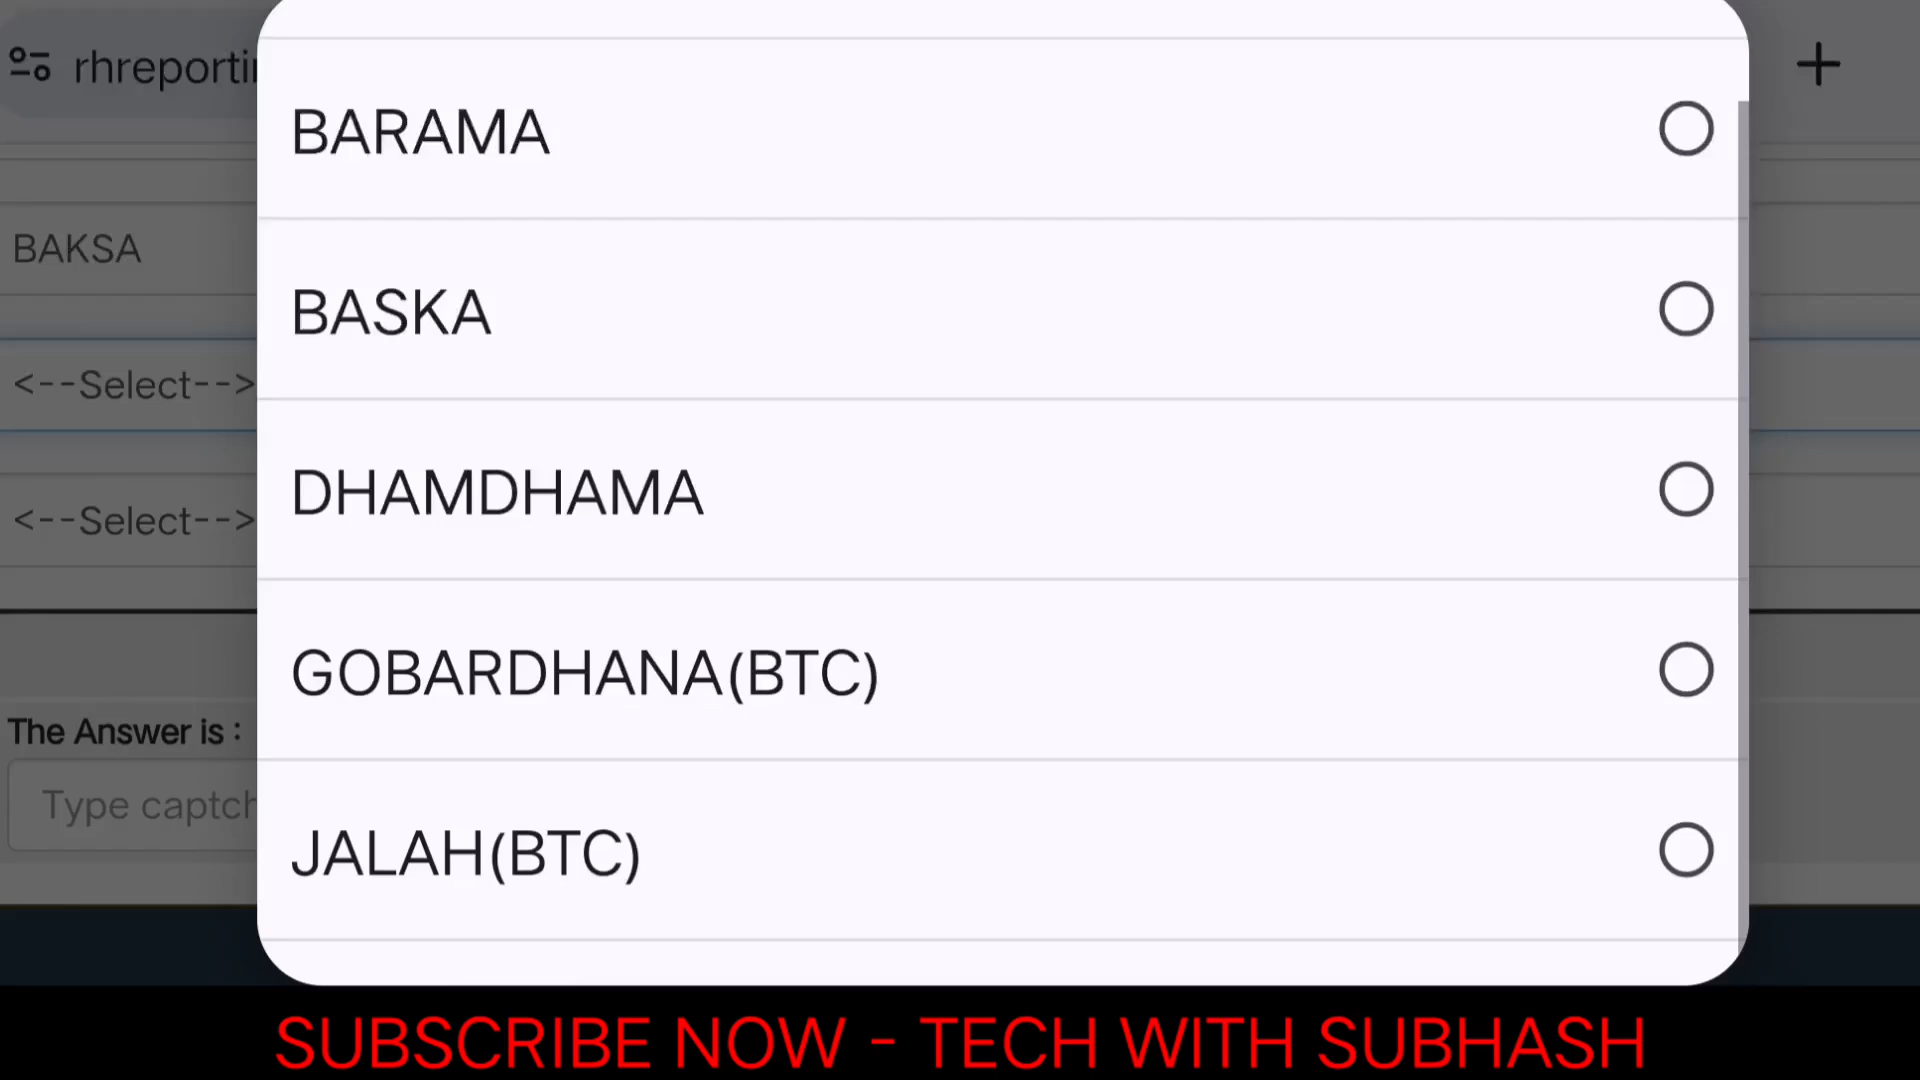 rhreporti
BARAMA
BAKSA
BASKA
<--Select-->
DHAMDHAMA
<--Select-->
GOBARDHANA(BTC)
The Answer is :
Type captch
JALAH(BTC)
SUBSCRIBE NOW - TECH WITH SUBHASH